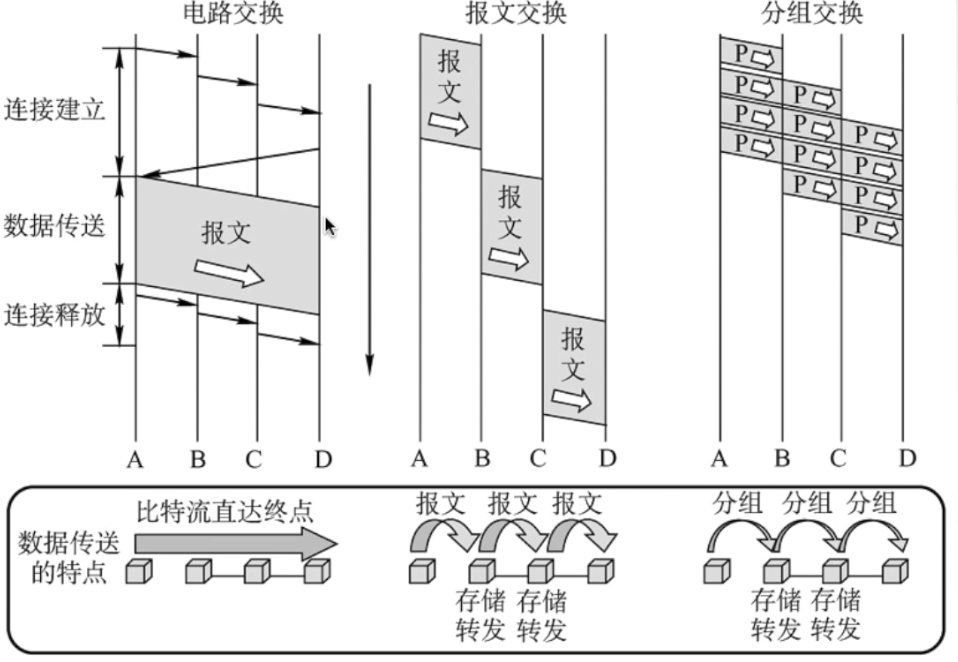 电路交换
报文交换
分组交换
连接建立
数据传送
连接释放
报文
报
文
报
文
报
文
P
P
P
P
P
P
P
P
P
P
P
P
A B C D
A B C D
A B C D
数据传送
的特点
比特流直达终点
报文 报文 报文
存储 存储
转发 转发
分组 分组 分组
存储 存储
转发 转发